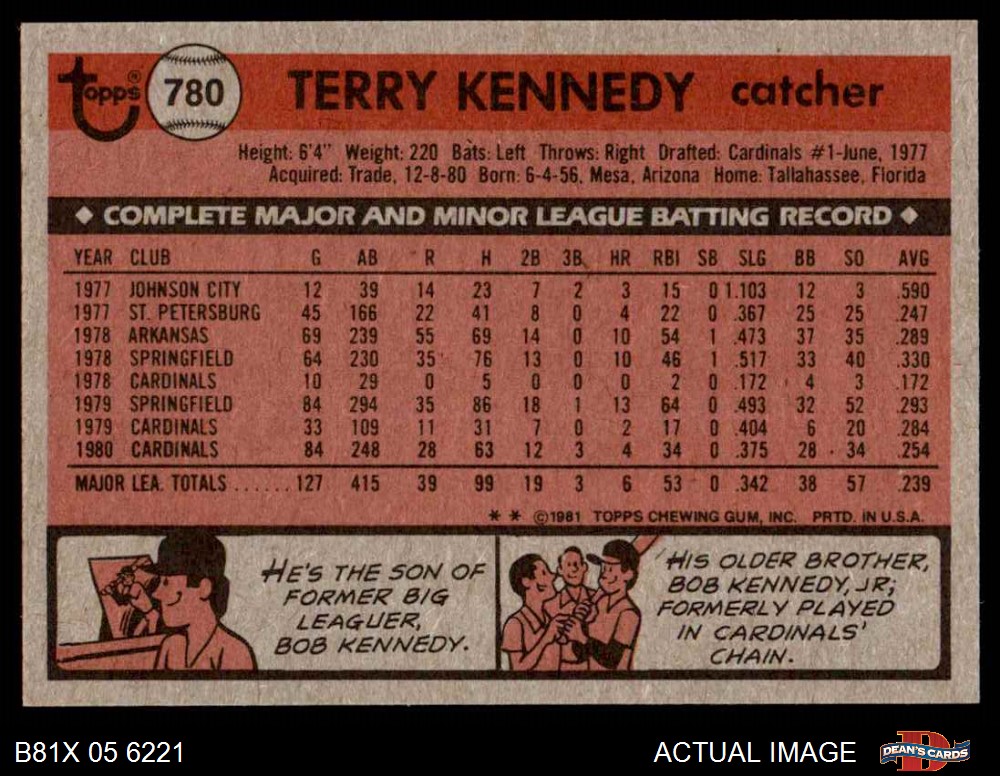 topps® 780 TERRY KENNEDY catcher
Height: 6'4" Weight: 220 Bats: Left Throws: Right Drafted: Cardinals #1-June, 1977
Acquired: Trade, 12-8-80 Born: 6-4-56, Mesa, Arizona Home: Tallahassee, Florida
◆ COMPLETE MAJOR AND MINOR LEAGUE BATTING RECORD ◆
YEAR CLUB G AB R H 2B 3B HR RBI SB SLG BB SO AVG
1977 JOHNSON CITY 12 39 14 23 7 2 3 15 0 1.103 12 3 .590
1977 ST. PETERSBURG 45 166 22 41 8 0 4 22 0 .367 25 25 .247
1978 ARKANSAS 69 239 55 69 14 0 10 54 1 .473 37 35 .289
1978 SPRINGFIELD 64 230 35 76 13 0 10 46 1 .517 33 40 .330
1978 CARDINALS 10 29 0 5 0 0 0 2 0 .172 4 3 .172
1979 SPRINGFIELD 84 294 35 86 18 1 13 64 0 .493 32 52 .293
1979 CARDINALS 33 109 11 31 7 0 2 17 0 .404 6 20 .284
1980 CARDINALS 84 248 28 63 12 3 4 34 0 .375 28 34 .254
MAJOR LEA. TOTALS ...... 127 415 39 99 19 3 6 53 0 .342 38 57 .239
* * ©1981 TOPPS CHEWING GUM, INC. PRTD. IN U.S.A.
HE'S THE SON OF
FORMER BIG
LEAGUER,
BOB KENNEDY.
HIS OLDER BROTHER,
BOB KENNEDY, JR;
FORMERLY PLAYED
IN CARDINALS'
CHAIN.
B81X 05 6221 ACTUAL IMAGE DEAN'S CARDS